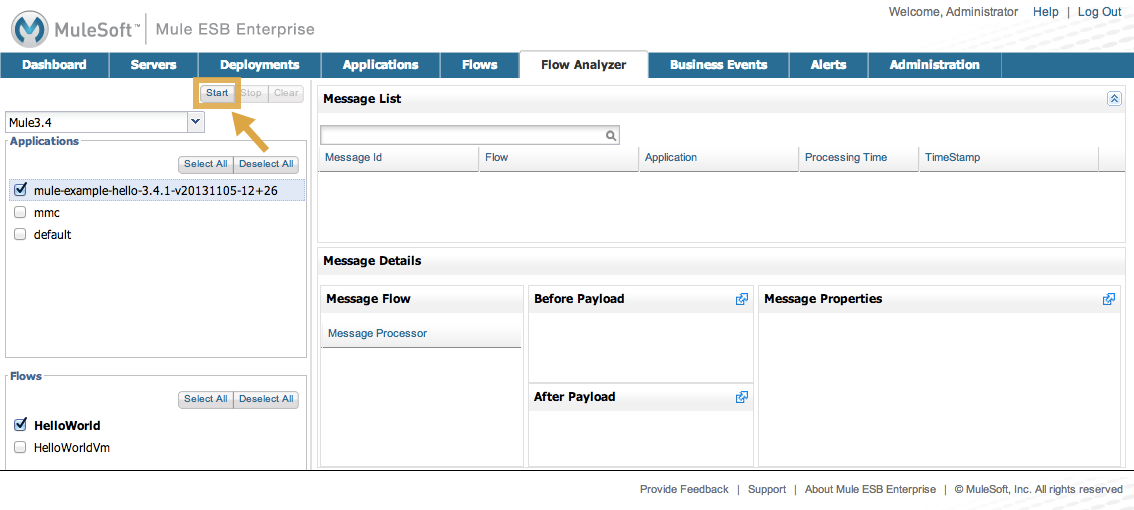 MuleSoft™ Mule ESB Enterprise
Welcome, Administrator Help | Log Out
Dashboard Servers Deployments Applications Flows Flow Analyzer Business Events Alerts Administration
Start Stop Clear
Mule3.4
Applications
Select All Deselect All
mule-example-hello-3.4.1-v20131105-12+26
mmc
default
Flows
Select All Deselect All
HelloWorld
HelloWorldVm
Message List
Message Id Flow Application Processing Time TimeStamp
Message Details
Message Flow
Message Processor
Before Payload
After Payload
Message Properties
Provide Feedback | Support | About Mule ESB Enterprise | © MuleSoft, Inc. All rights reserved